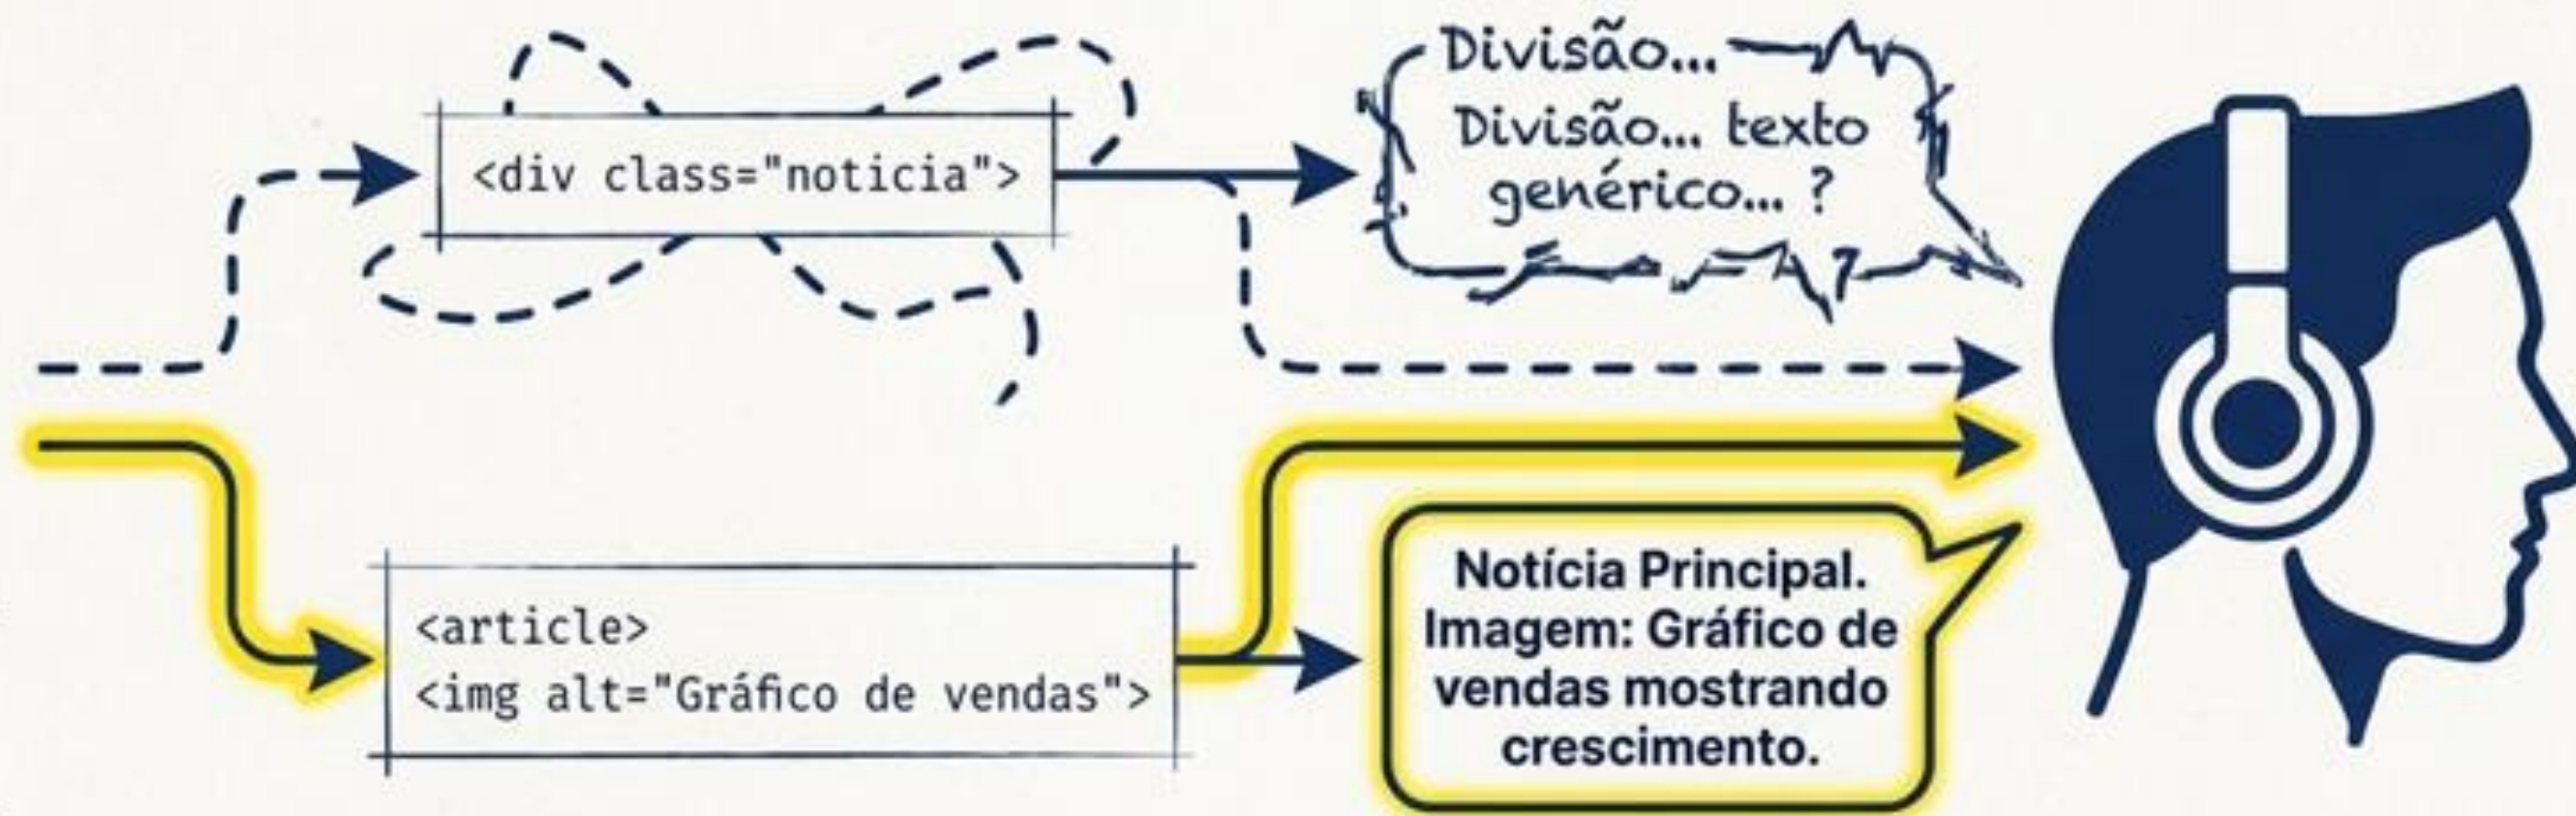 <div class="noticia">
Divisão...
Divisão... texto
genérico... ?
<article>
<img alt="Gráfico de vendas">
Notícia Principal.
Imagem: Gráfico de
vendas mostrando
crescimento.